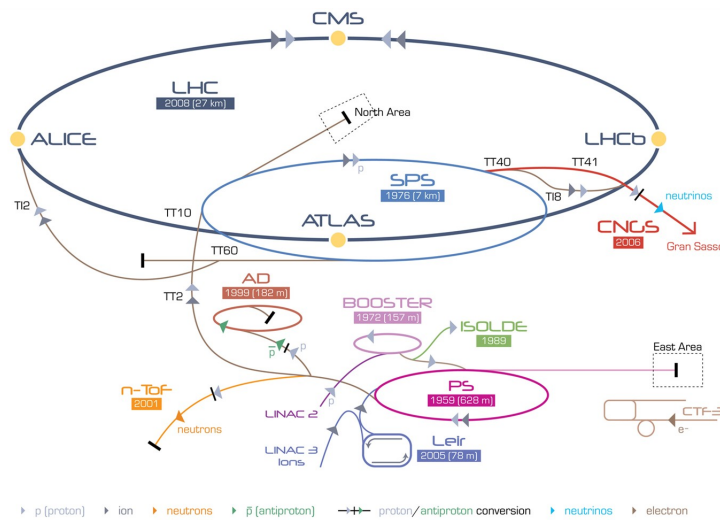 CMS
LHC
2008 (27 km)
North Area
ALICE
LHCb
TT40
TT41
p
SPS
1976 (7 km)
TI8
neutrinos
TI2
TT10
ATLAS
CNGS
2006
Gran Sasso
TT60
AD
1999 (182 m)
TT2
BOOSTER
1972 (157 m)
ISOLDE
1989
p
p̄
East Area
n-ToF
2001
PS
1959 (628 m)
LINAC 2
p
neutrons
CTF3
e-
LINAC 3
Ions
LeIr
2005 (78 m)
p (proton)
ion
neutrons
p̄ (antiproton)
proton/antiproton conversion
neutrinos
electron